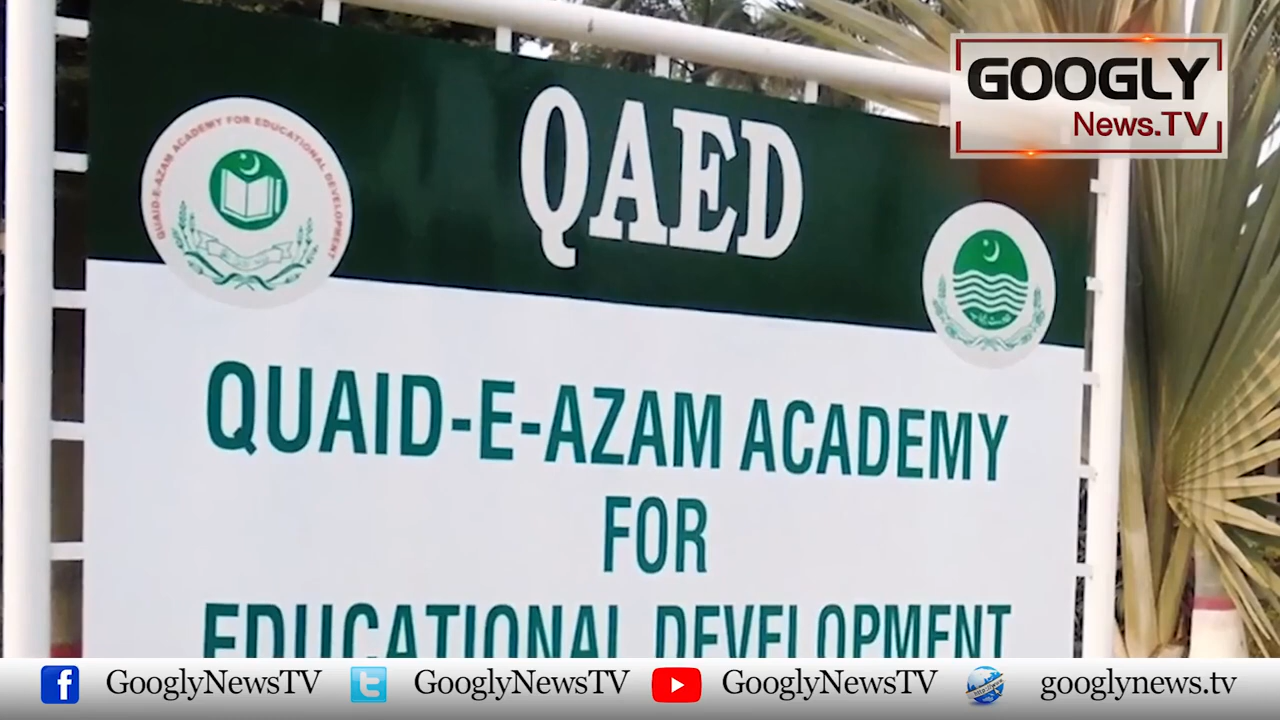 GOOGLY
News.TV
QAED
QUAID-E-AZAM ACADEMY FOR EDUCATIONAL DEVELOPMENT
QUAID-E-AZAM ACADEMY
FOR
EDUCATIONAL DEVELOPMENT
GooglyNewsTV GooglyNewsTV GooglyNewsTV googlynews.tv